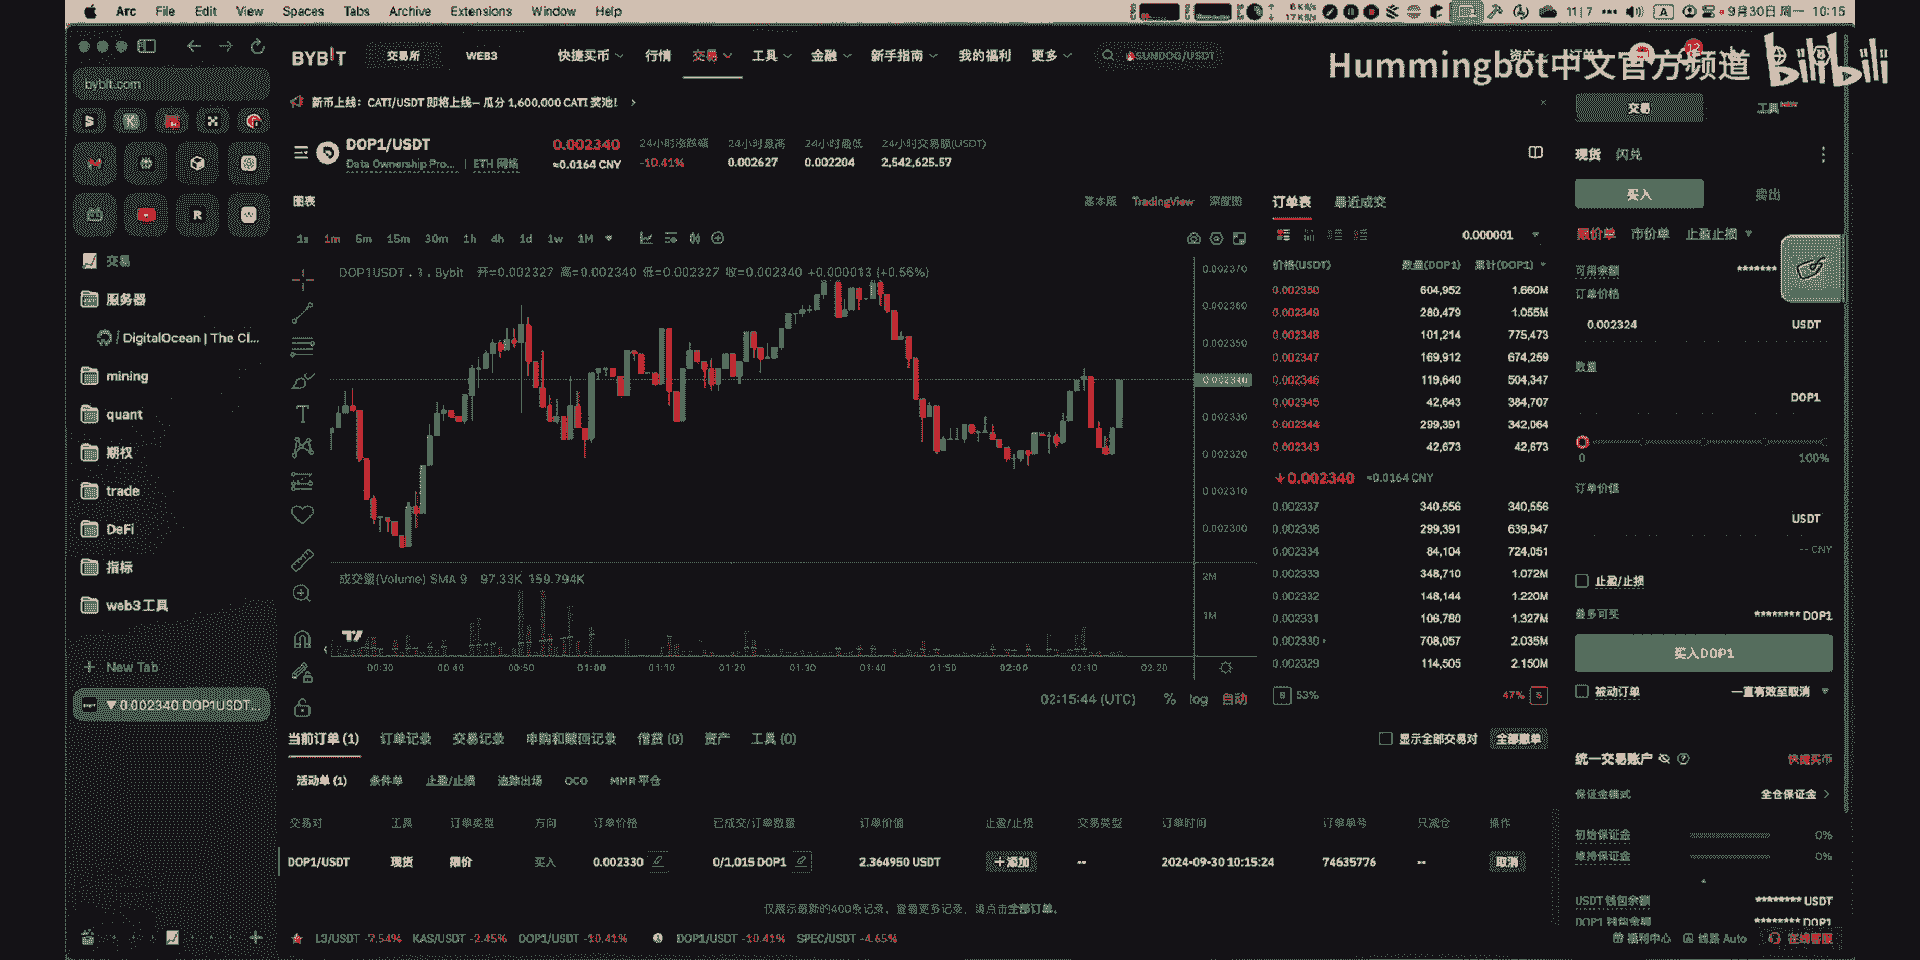 Arc File Edit View Spaces Tabs Archive Extensions Window Help
6 KB/s 17 KB/s 11|7 A 9月30日 周一 10:15
Hummingbot中文官方频道 bilibili
bybit.com
BYBIT 交易所 WEB3 快捷买币 行情 交易 工具 金融 新手指南 我的福利 更多 SUNDOG/USDT 资产 订单 12
新币上线：CATI/USDT 即将上线— 瓜分 1,600,000 CATI 奖池！
交易 工具 NEW
DOP1/USDT 0.002340 24小时涨跌幅 24小时最高 24小时最低 24小时交易额(USDT)
Data Ownership Pro... ETH 网络 ≈0.0164 CNY -10.41% 0.002627 0.002204 2,542,625.57
现货 闪兑
买入 卖出
图表 基本版 TradingView 深度图 订单表 最近成交
1s 1m 5m 15m 30m 1h 4h 1d 1w 1M 0.000001
限价单 市价单 止盈止损
DOP1USDT . 1 . Bybit 开=0.002327 高=0.002340 低=0.002327 收=0.002340 +0.000013 (+0.56%)
0.002370
0.002360
0.002350
0.002340
0.002330
0.002320
0.002310
0.002300
价格(USDT) 数量(DOP1) 累计(DOP1)
0.002350 604,952 1.660M
0.002349 280,479 1.055M
0.002348 101,214 775,473
0.002347 169,912 674,259
0.002346 119,640 504,347
0.002345 42,643 384,707
0.002344 299,391 342,064
0.002343 42,673 42,673
0.002340 ≈0.0164 CNY
0.002337 340,556 340,556
0.002336 299,391 639,947
0.002334 84,104 724,051
0.002333 348,710 1.072M
0.002332 148,144 1.220M
0.002331 106,780 1.327M
0.002330 708,057 2.035M
0.002329 114,505 2.150M
B 53% 47% S
可用余额 *******
订单价格
0.002324 USDT
数量
DOP1
0 100%
订单价值
USDT
-- CNY
止盈/止损
最多可买 ******** DOP1
买入DOP1
被动订单 一直有效至取消
交易
服务器
/ DigitalOcean | The Cl...
mining
quant
期权
trade
DeFi
指标
web3工具
New Tab
0.002340 DOP1USDT...
成交量(Volume) SMA 9 97.33K 159.794K
2M
1M
00:30 00:40 00:50 01:00 01:10 01:20 01:30 01:40 01:50 02:00 02:10 02:20
02:15:44 (UTC) % log 自动
当前订单 (1) 订单记录 交易记录 申购和赎回记录 借贷 (0) 资产 工具 (0) 显示全部交易对 全部撤单
活动单 (1) 条件单 止盈/止损 追踪出场 OCO MMR 平仓
交易对 工具 订单类型 方向 订单价格 已成交/订单数量 订单价值 止盈/止损 交易类型 订单时间 订单单号 只减仓 操作
DOP1/USDT 现货 限价 买入 0.002330 0/1,015 DOP1 2.364950 USDT 添加 -- 2024-09-30 10:15:24 74635776 -- 取消
仅展示最新的400条记录，查看更多记录，请点击全部订单。
统一交易账户 快捷买币
保证金模式 全仓保证金
初始保证金 0%
维持保证金 0%
USDT 钱包余额 ******** USDT
DOP1 钱包余额 ******** DOP1
L3/USDT -7.54% KAS/USDT -2.45% DOP1/USDT -10.41% DOP1/USDT -10.41% SPEC/USDT -4.65% 福利中心 线路 Auto 在线客服